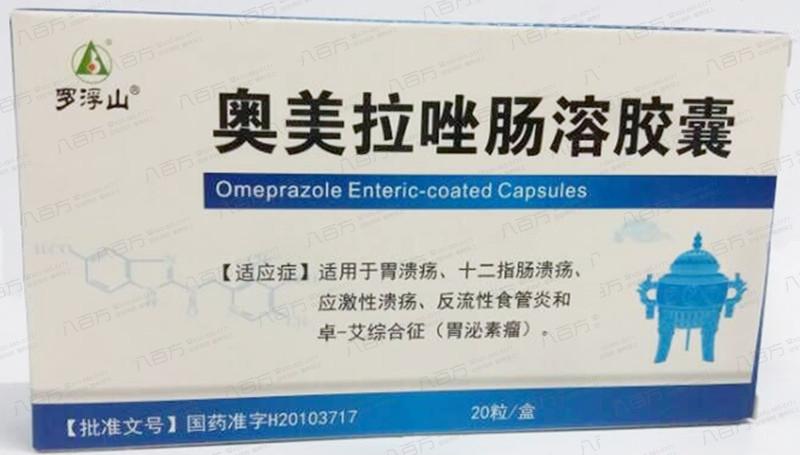 罗浮山®
奥美拉唑肠溶胶囊
Omeprazole Enteric-coated Capsules
【适应症】适用于胃溃疡、十二指肠溃疡、
应激性溃疡、反流性食管炎和
卓-艾综合征（胃泌素瘤）。
【批准文号】国药准字H20103717
20粒/盒
八百方